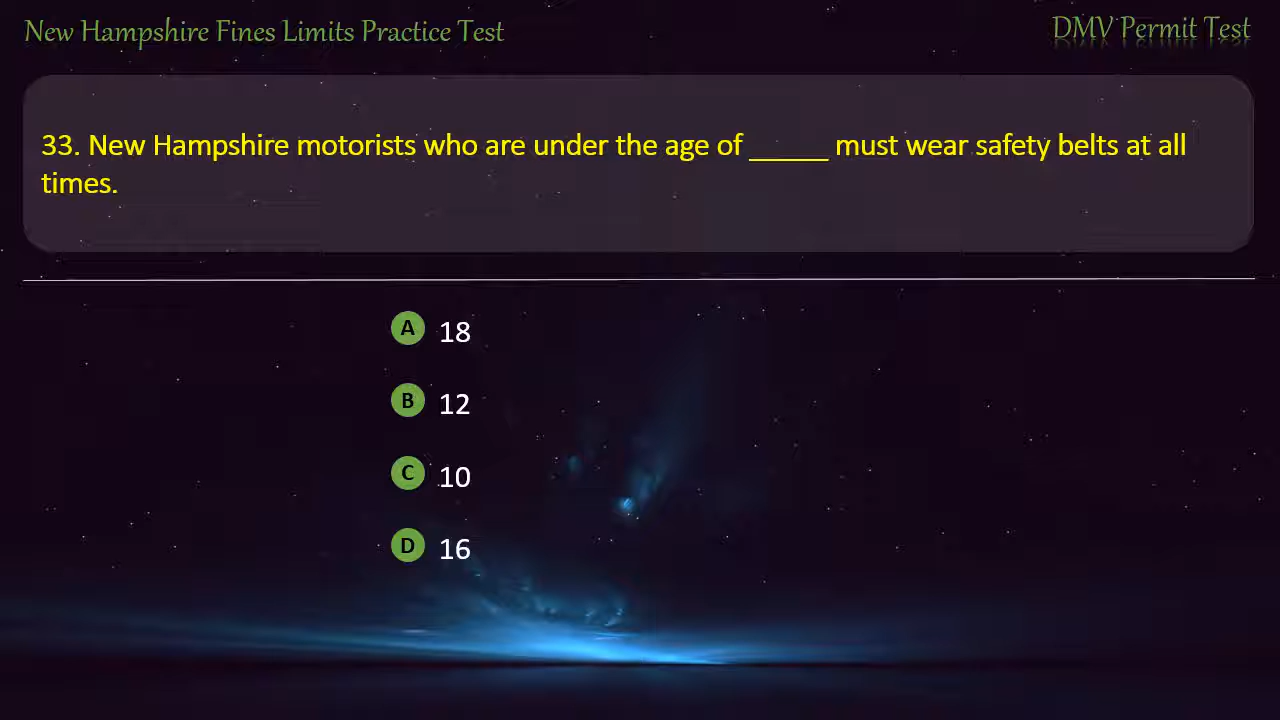 New Hampshire Fines Limits Practice Test
DMV Permit Test
33. New Hampshire motorists who are under the age of _____ must wear safety belts at all
times.
A 18
B 12
C 10
D 16